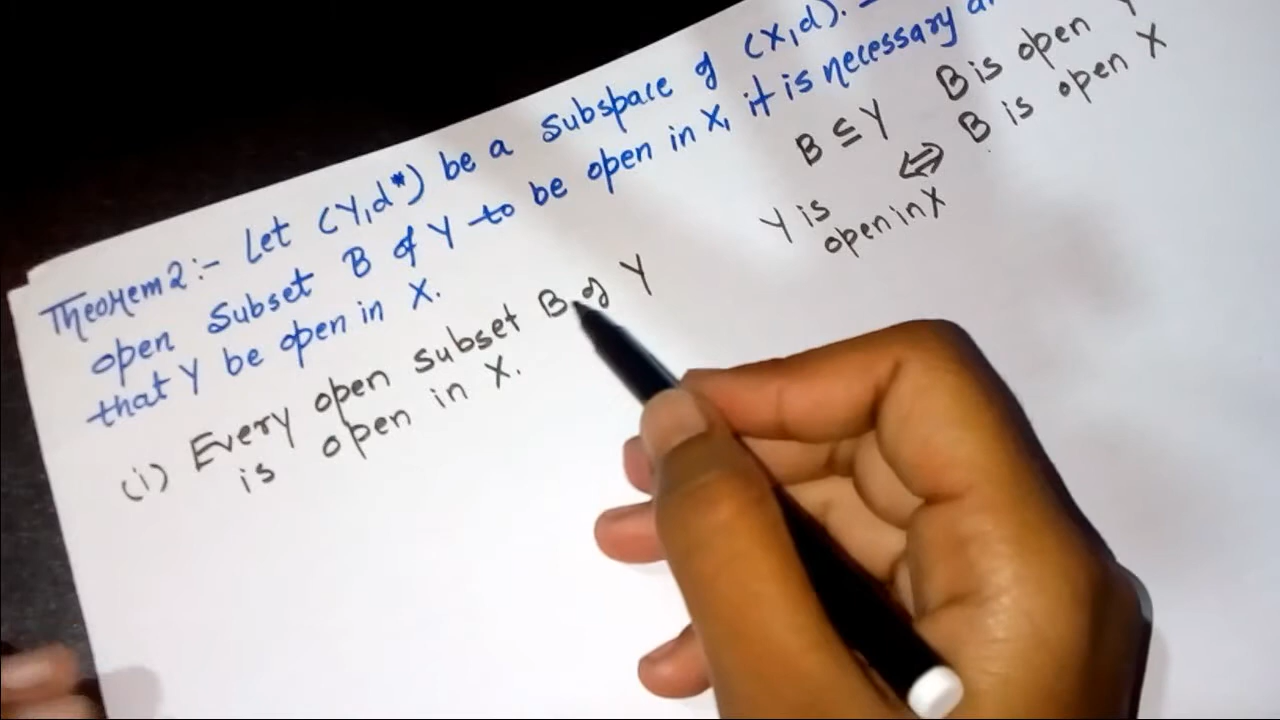 Theorem 2:- Let (Y,d*) be a subspace of (X,d).
open subset B of Y to be open in X, it is necessary
that Y be open in X.
B ⊆ Y B is open Y
⇔ B is open X
Y is
open in X
(i) Every open subset B of Y
is open in X.